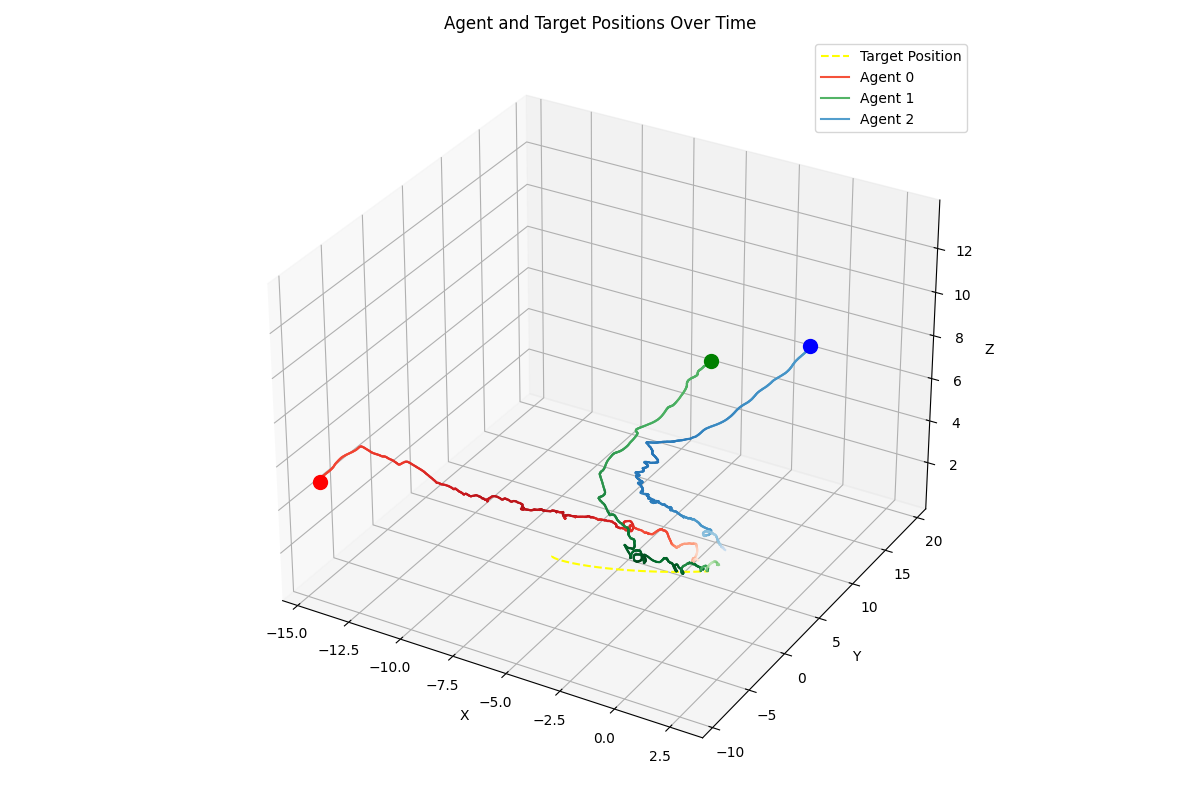 Agent and Target Positions Over Time
Target Position
Agent 0
Agent 1
Agent 2
12
10
8
6
4
2
Z
20
15
10
5
0
−5
−10
Y
−15.0
−12.5
−10.0
−7.5
−5.0
−2.5
0.0
2.5
X